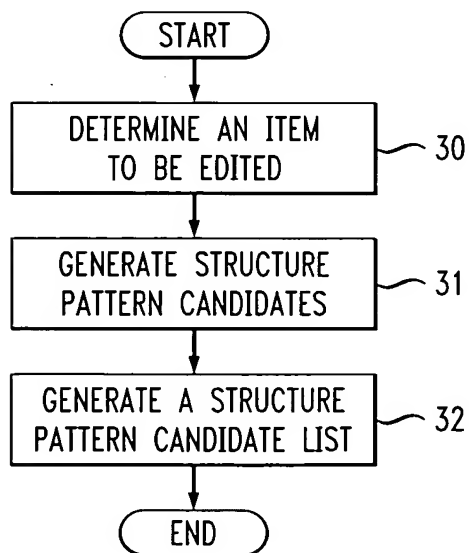 START
DETERMINE AN ITEM
TO BE EDITED
30
GENERATE STRUCTURE
PATTERN CANDIDATES
31
GENERATE A STRUCTURE
PATTERN CANDIDATE LIST
32
END